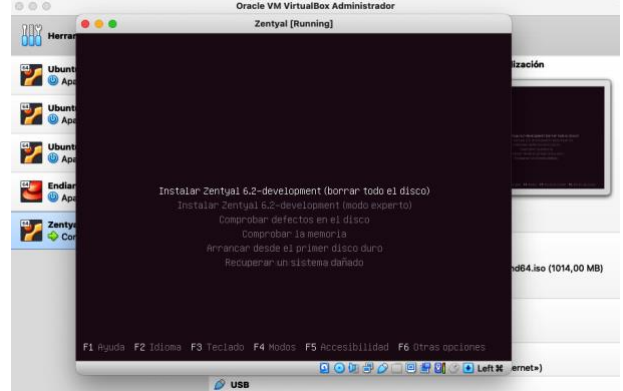 Oracle VM VirtualBox Administrador
Zentyal [Running]
Herrar
lización
Ubunt
Apa
Ubunt
Apa
Ubunt
Apa
Endian
Apa
Zentya
Cor
Instalar Zentyal 6.2-development (borrar todo el disco)
Instalar Zentyal 6.2-development (modo experto)
Comprobar defectos en el disco
Comprobar la memoria
Arrancar desde el primer disco duro
Recuperar un sistema dañado
nd64.iso (1014,00 MB)
F1 Ayuda F2 Idioma F3 Teclado F4 Modos F5 Accesibilidad F6 Otras opciones
Left ⌘
ernet»)
USB